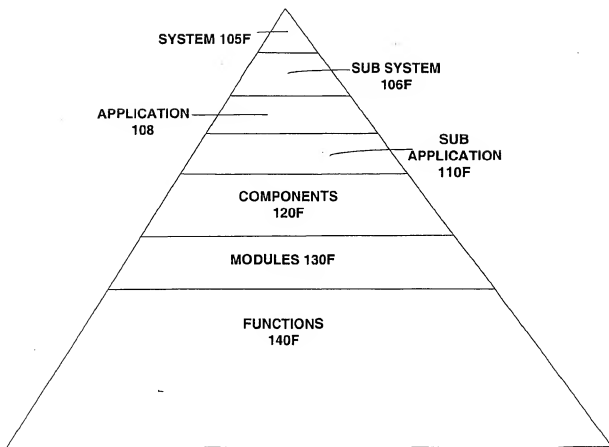 SYSTEM 105F
SUB SYSTEM
106F
APPLICATION
108
SUB
APPLICATION
110F
COMPONENTS
120F
MODULES 130F
FUNCTIONS
140F